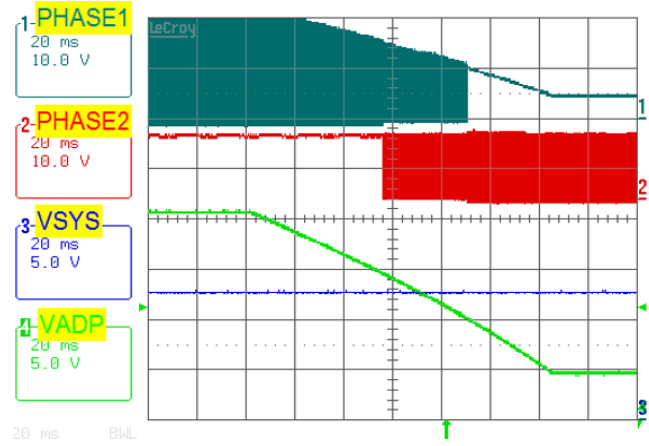 1 PHASE1
20 ms
10.0 V
LeCroy
2 PHASE2
20 ms
10.0 V
3 VSYS
20 ms
5.0 V
4 VADP
20 ms
5.0 V
1
2
3
20 ms BWL